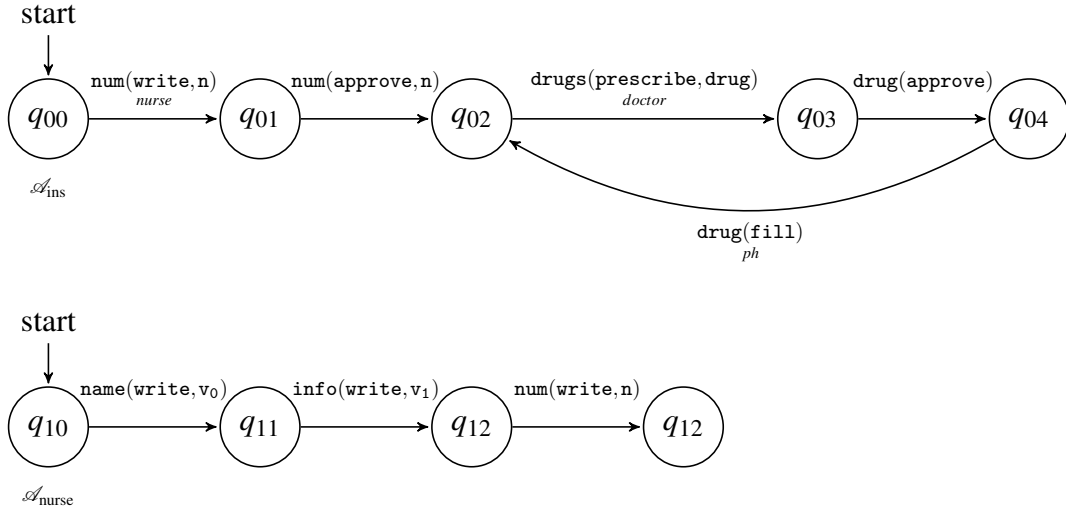 start
num(write,n) num(approve,n) drugs(prescribe,drug) drug(approve)
nurse doctor
q00 q01 q02 q03 q04
𝒜ins
drug(fill)
ph
start
name(write,v0) info(write,v1) num(write,n)
q10 q11 q12 q12
𝒜nurse